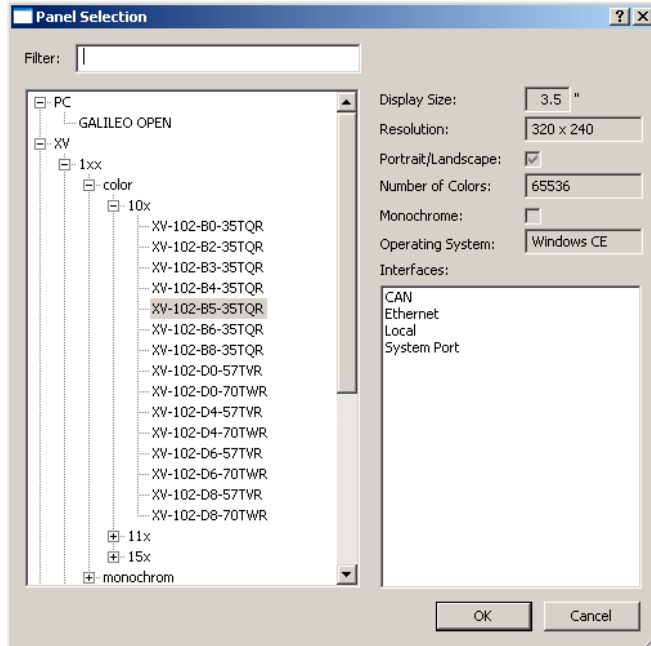 Panel Selection
Filter:
PC
GALILEO OPEN
XV
1xx
color
10x
XV-102-B0-35TQR
XV-102-B2-35TQR
XV-102-B3-35TQR
XV-102-B4-35TQR
XV-102-B5-35TQR
XV-102-B6-35TQR
XV-102-B8-35TQR
XV-102-D0-57TVR
XV-102-D0-70TWR
XV-102-D4-57TVR
XV-102-D4-70TWR
XV-102-D6-57TVR
XV-102-D6-70TWR
XV-102-D8-57TVR
XV-102-D8-70TWR
11x
15x
monochrom
Display Size: 3.5 "
Resolution: 320 x 240
Portrait/Landscape:
Number of Colors: 65536
Monochrome:
Operating System: Windows CE
Interfaces:
CAN
Ethernet
Local
System Port
OK Cancel